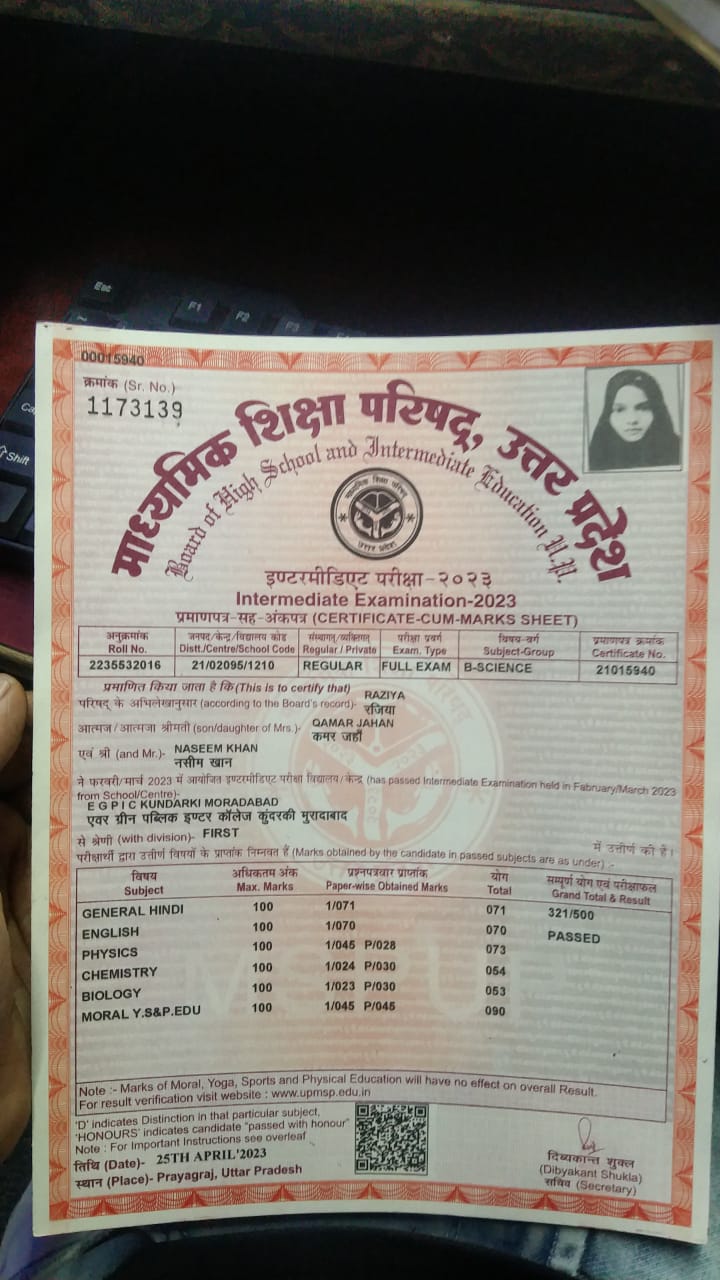 00015940
क्रमांक (Sr. No.)
1173139
माध्यमिक शिक्षा परिषद्, उत्तर प्रदेश
Board of High School and Intermediate Education U.P.
इण्टरमीडिएट परीक्षा-२०२३
Intermediate Examination-2023
प्रमाणपत्र-सह-अंकपत्र (CERTIFICATE-CUM-MARKS SHEET)
अनुक्रमांक जनपद/केन्द्र/विद्यालय कोड संस्थागत/व्यक्तिगत परीक्षा प्रवर्ग विषय-वर्ग प्रमाणपत्र क्रमांक
Roll No. Distt./Centre/School Code Regular / Private Exam. Type Subject-Group Certificate No.
2235532016 21/02095/1210 REGULAR FULL EXAM B-SCIENCE 21015940
प्रमाणित किया जाता है कि(This is to certify that)
परिषद् के अभिलेखानुसार (according to the Board's record)- RAZIYA
रजिया
आत्मज/आत्मजा श्रीमती (son/daughter of Mrs.)- QAMAR JAHAN
कमर जहाँ
एवं श्री (and Mr.)- NASEEM KHAN
नसीम खान
ने फरवरी/मार्च 2023 में आयोजित इण्टरमीडिएट परीक्षा विद्यालय/केन्द्र (has passed Intermediate Examination held in Fabruary/March 2023
from School/Centre)-
E G P I C KUNDARKI MORADABAD
एवर ग्रीन पब्लिक इण्टर कॉलेज कुंदरकी मुरादाबाद
से श्रेणी (with division)- FIRST में उत्तीर्ण की है।
परीक्षार्थी द्वारा उत्तीर्ण विषयों के प्राप्तांक निम्नवत हैं (Marks obtained by the candidate in passed subjects are as under) :-
विषय अधिकतम अंक प्रश्नपत्रवार प्राप्तांक योग सम्पूर्ण योग एवं परीक्षाफल
Subject Max. Marks Paper-wise Obtained Marks Total Grand Total & Result
GENERAL HINDI 100 1/071 071 321/500
ENGLISH 100 1/070 070 PASSED
PHYSICS 100 1/045 P/028 073
CHEMISTRY 100 1/024 P/030 054
BIOLOGY 100 1/023 P/030 053
MORAL Y.S&P.EDU 100 1/045 P/045 090
Note :- Marks of Moral, Yoga, Sports and Physical Education will have no effect on overall Result.
For result verification visit website : www.upmsp.edu.in
'D' indicates Distinction in that particular subject,
'HONOURS' indicates candidate "passed with honour"
Note : For Important Instructions see overleaf
तिथि (Date)- 25TH APRIL'2023
स्थान (Place)- Prayagraj, Uttar Pradesh
दिब्यकान्त शुक्ल
(Dibyakant Shukla)
सचिव (Secretary)
Esc
F1
F2
F3
Shift